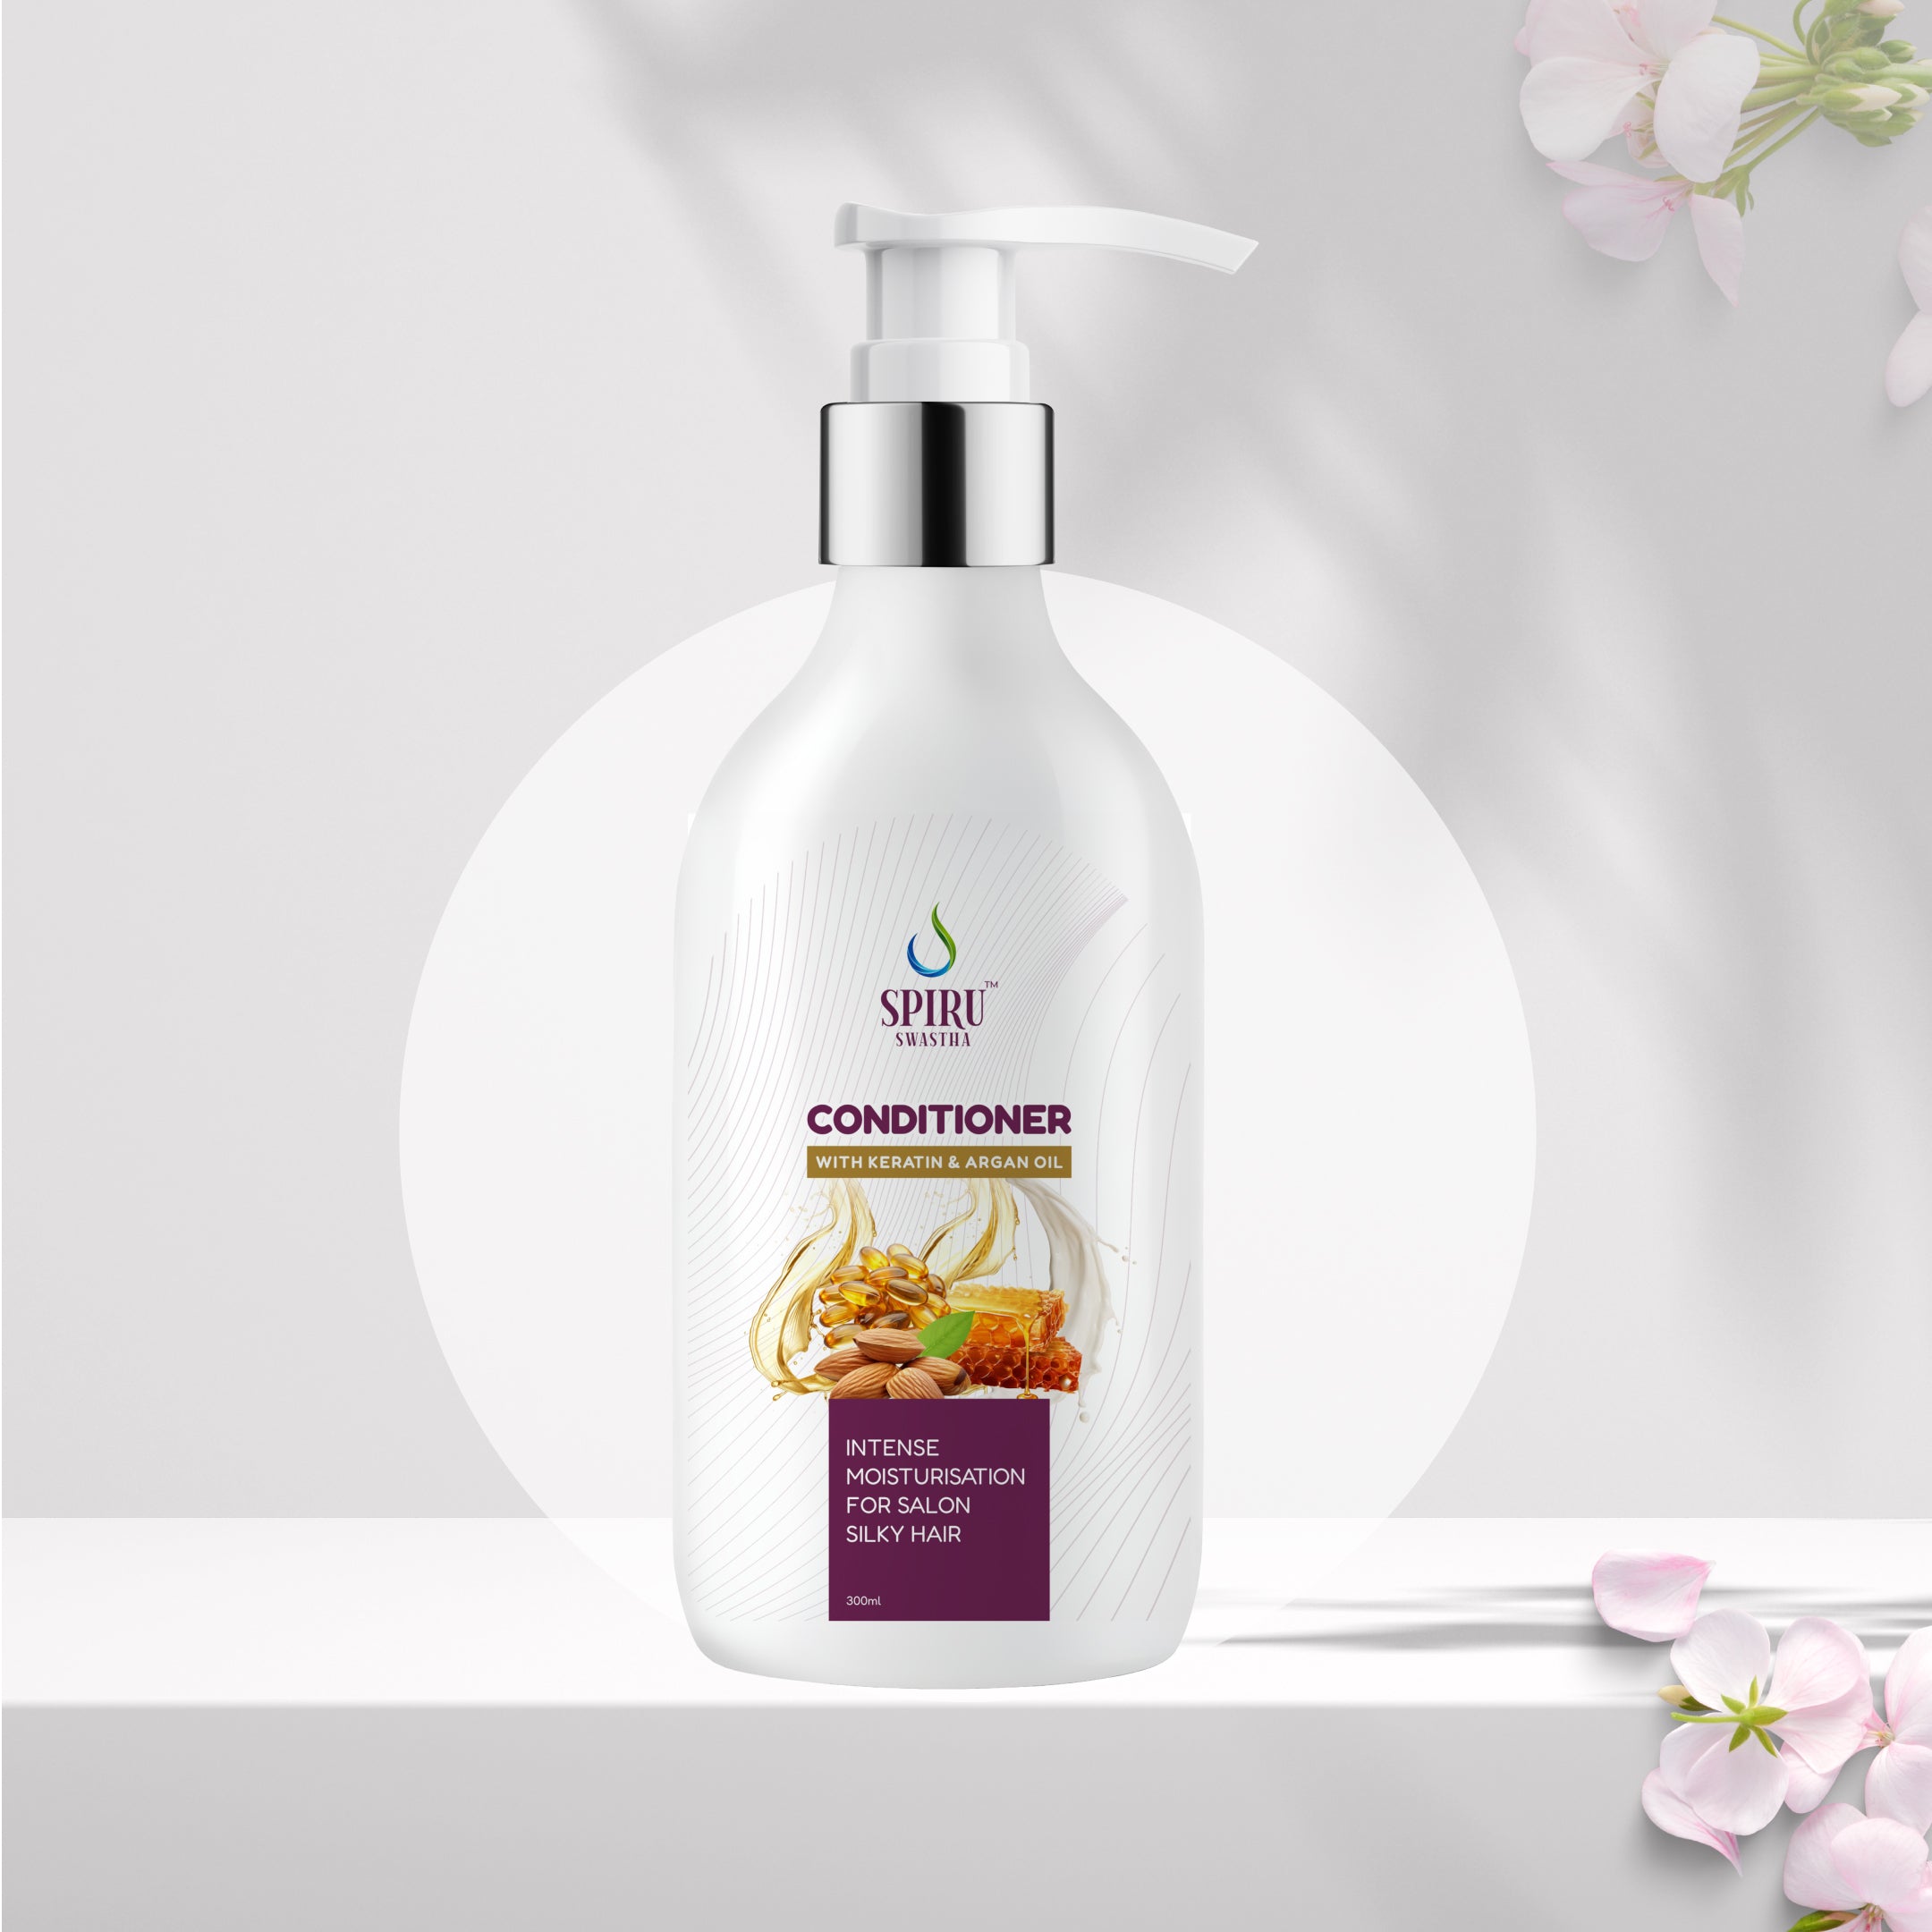 SPIRU™
SWASTHA
CONDITIONER
WITH KERATIN & ARGAN OIL
INTENSE
MOISTURISATION
FOR SALON
SILKY HAIR
300ml